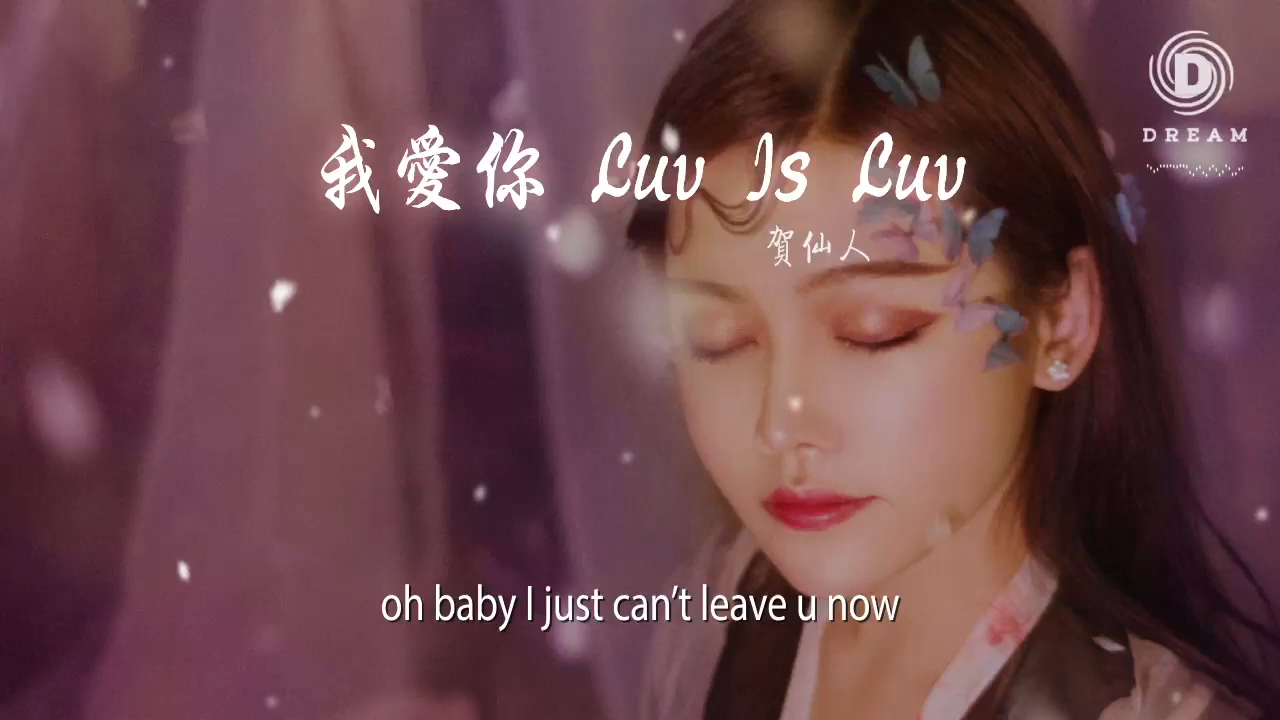 D
DREAM
我愛你 Luv Is Luv
賀仙人
oh baby I just can’t leave u now